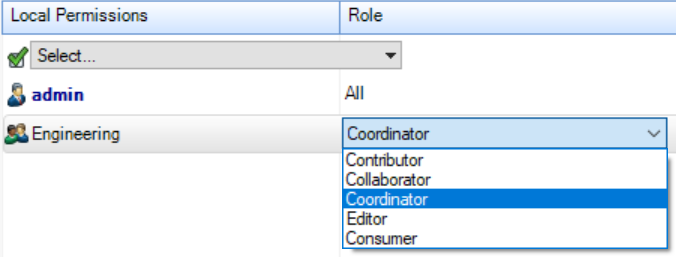 Local Permissions Role
Select...
admin All
Engineering Coordinator
Contributor
Collaborator
Coordinator
Editor
Consumer